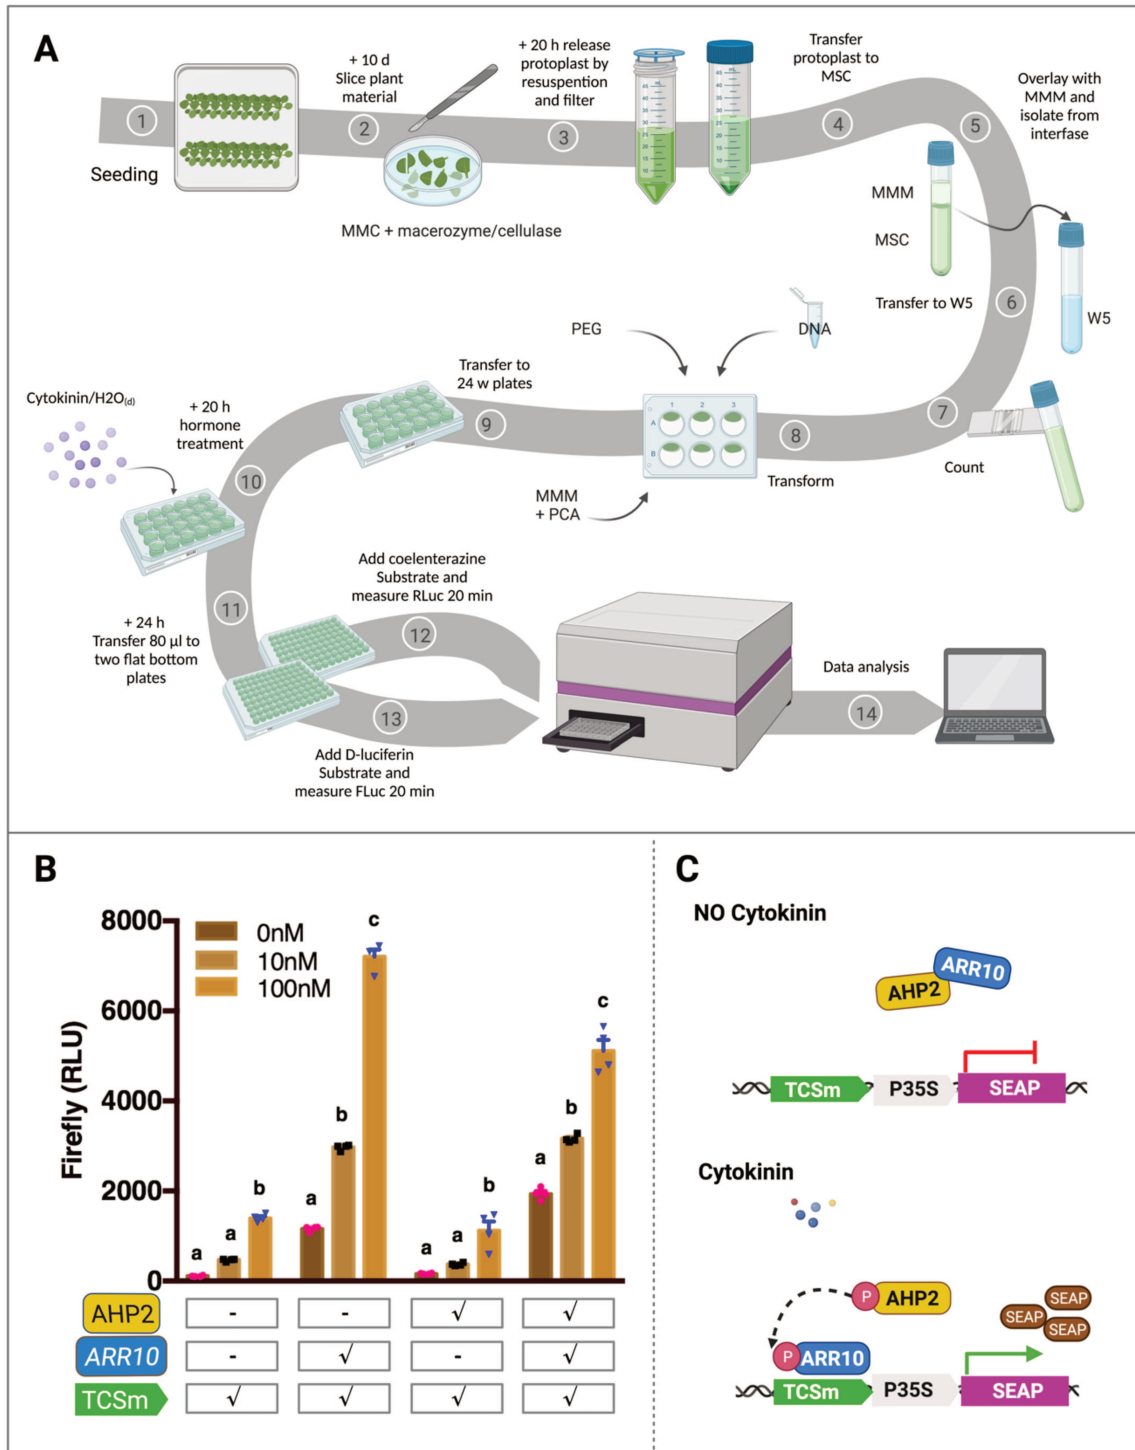 A
1
Seeding
+ 10 d
Slice plant
material
2
MMC + macerozyme/cellulase
+ 20 h release
protoplast by
resuspention
and filter
3
Transfer
protoplast to
MSC
4
5
Overlay with
MMM and
isolate from
interfase
MMM
MSC
Transfer to W5
6
W5
7
Count
PEG
DNA
1 2 3
A
B
8
Transform
MMM
+ PCA
Transfer to
24 w plates
9
Cytokinin/H2O(d)
+ 20 h
hormone
treatment
10
11
+ 24 h
Transfer 80 µl to
two flat bottom
plates
Add coelenterazine
Substrate and
measure RLuc 20 min
12
13
Add D-luciferin
Substrate and
measure FLuc 20 min
Data analysis
14
B
Firefly (RLU)
8000
6000
4000
2000
0
0nM
10nM
100nM
a a b
a b c
a a b
a b c
AHP2 - - √ √
ARR10 - √ - √
TCSm √ √ √ √
C
NO Cytokinin
AHP2 ARR10
TCSm P35S SEAP
Cytokinin
P AHP2
SEAP
SEAP
SEAP
P ARR10
TCSm P35S SEAP